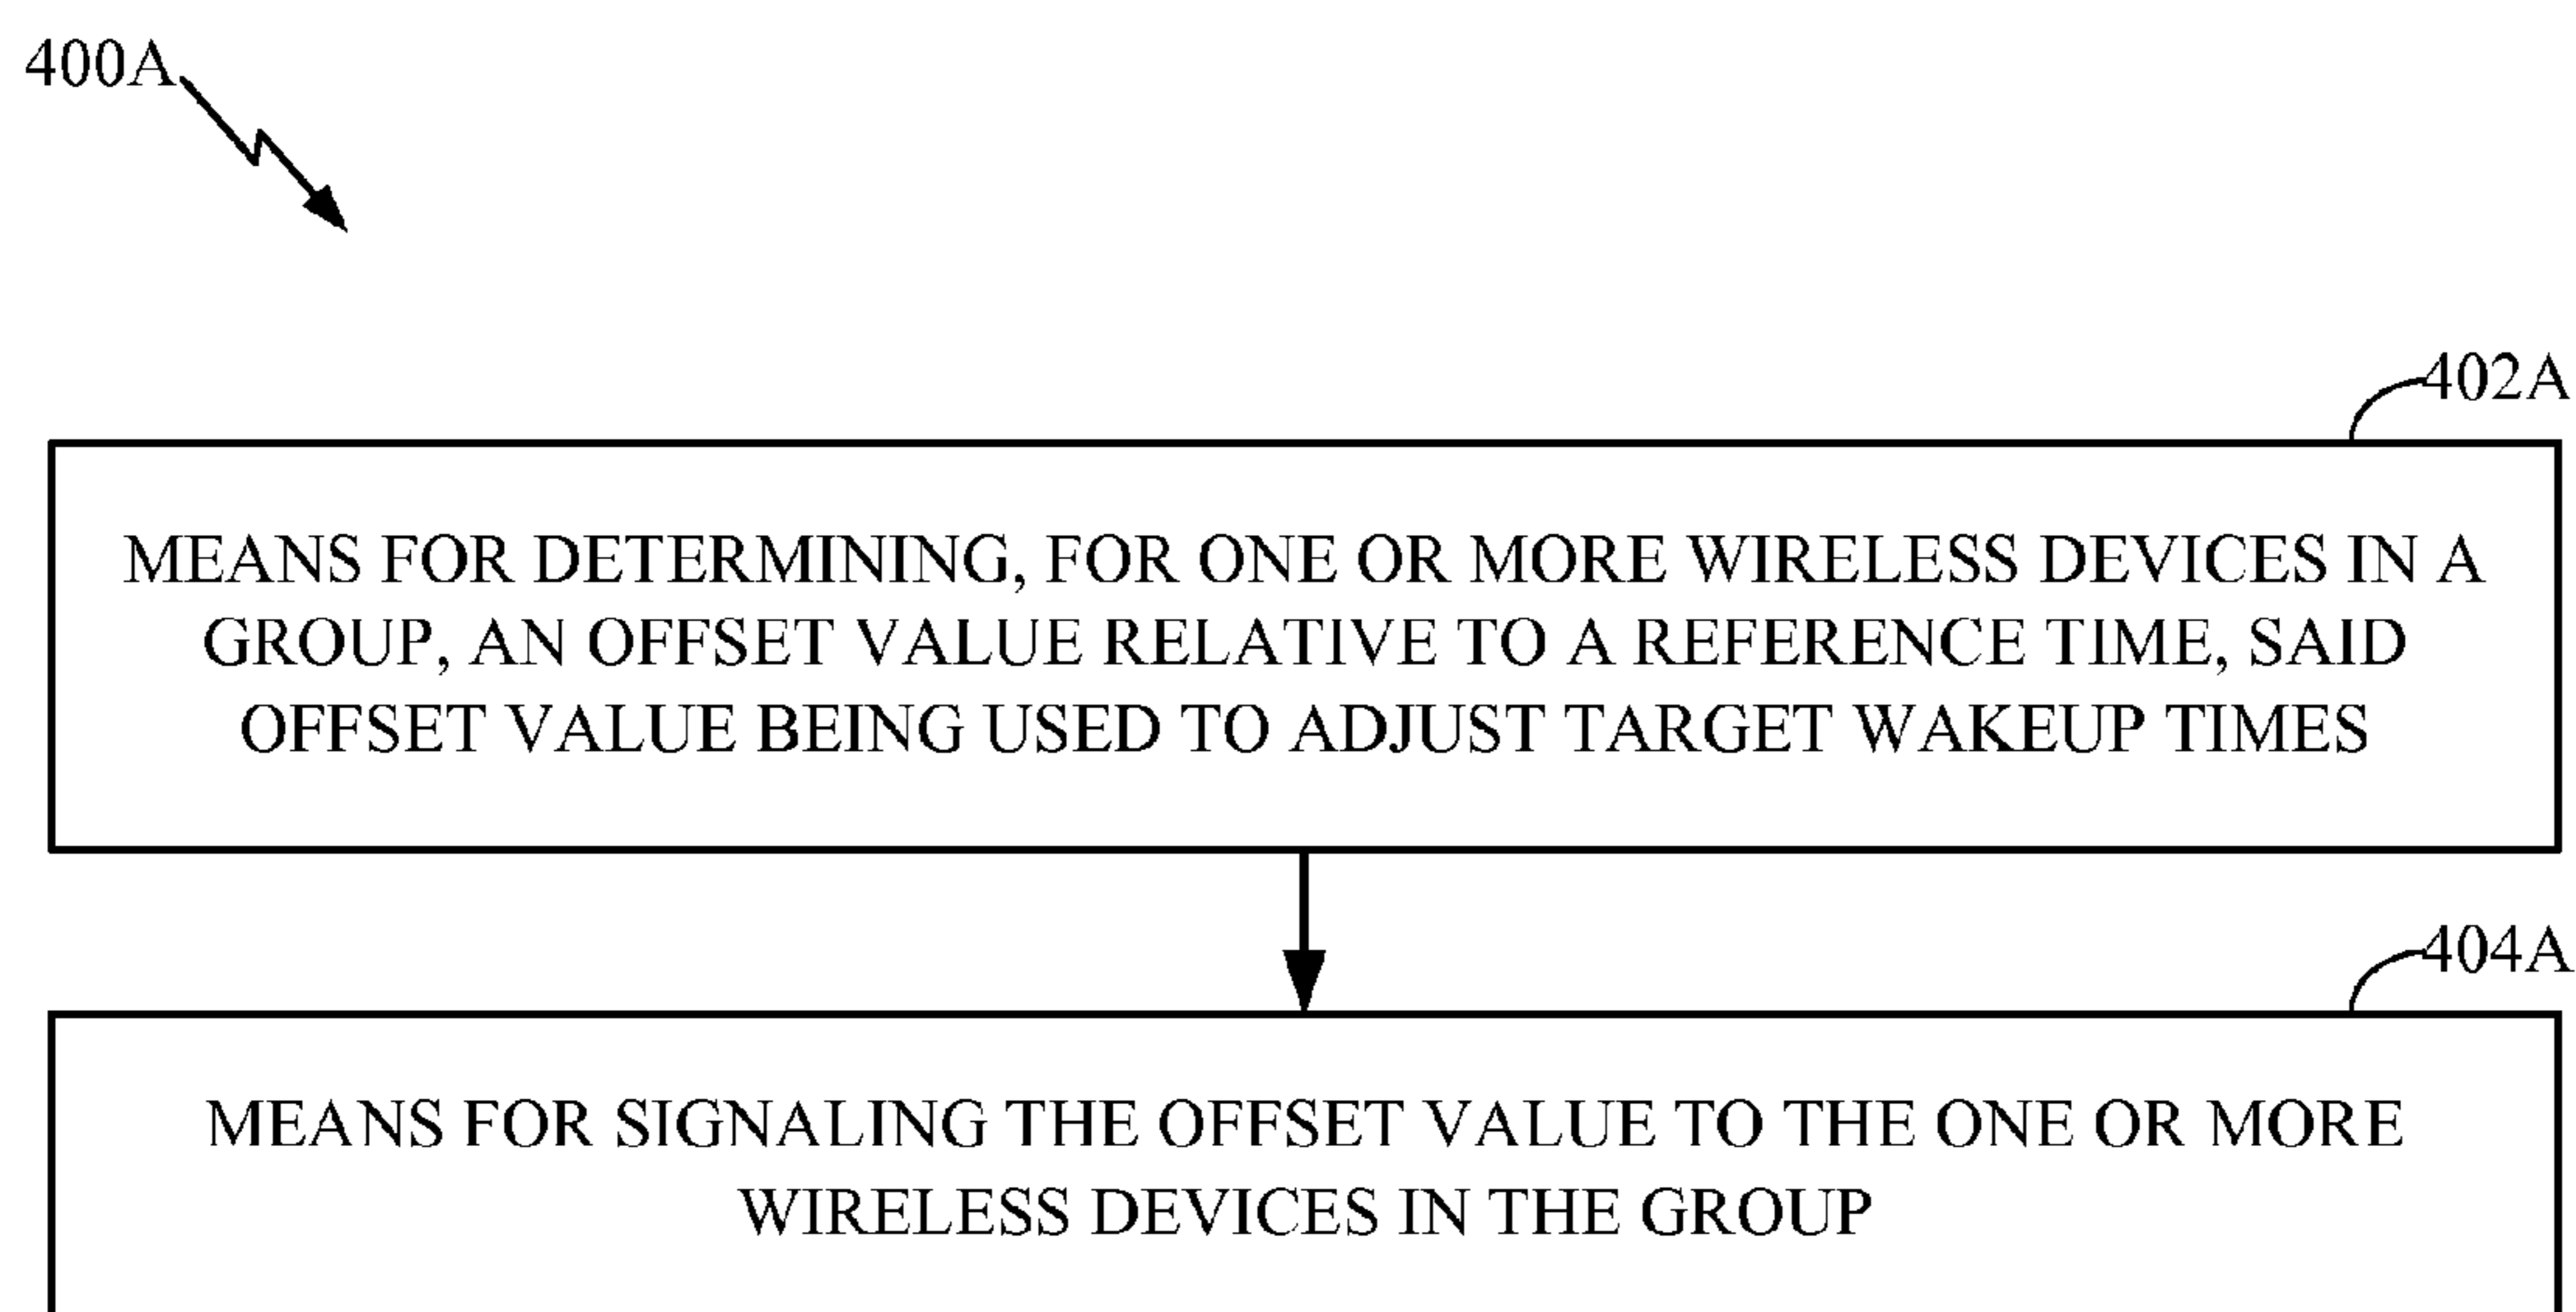 400A
402A
MEANS FOR DETERMINING, FOR ONE OR MORE WIRELESS DEVICES IN A
GROUP, AN OFFSET VALUE RELATIVE TO A REFERENCE TIME, SAID
OFFSET VALUE BEING USED TO ADJUST TARGET WAKEUP TIMES
404A
MEANS FOR SIGNALING THE OFFSET VALUE TO THE ONE OR MORE
WIRELESS DEVICES IN THE GROUP